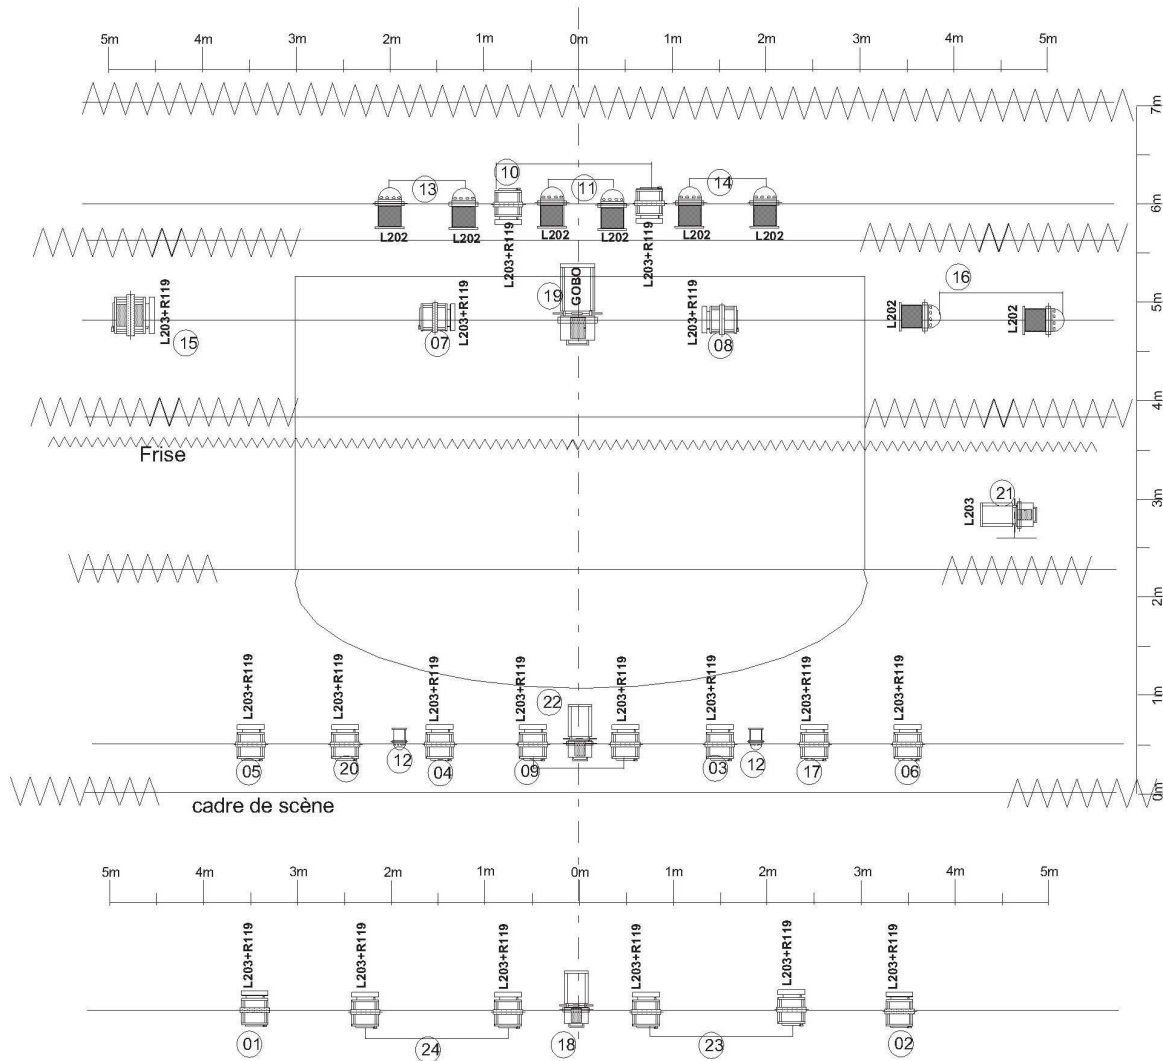 5m 4m 3m 2m 1m 0m 1m 2m 3m 4m 5m
7m
10
13 11 14
6m
L202 L202 L203+R119 L202 L202 L203+R119 L202 L202
16
19 GOBO
5m
L203+R119 L203+R119 L203+R119 L202 L202
15 07 08
4m
Frise
21
3m
L203
2m
L203+R119 L203+R119 L203+R119 L203+R119 L203+R119 L203+R119 L203+R119 L203+R119
1m
22
05 20 12 04 09 03 12 17 06
0m
cadre de scène
5m 4m 3m 2m 1m 0m 1m 2m 3m 4m 5m
L203+R119 L203+R119 L203+R119 L203+R119 L203+R119 L203+R119
01 24 18 23 02